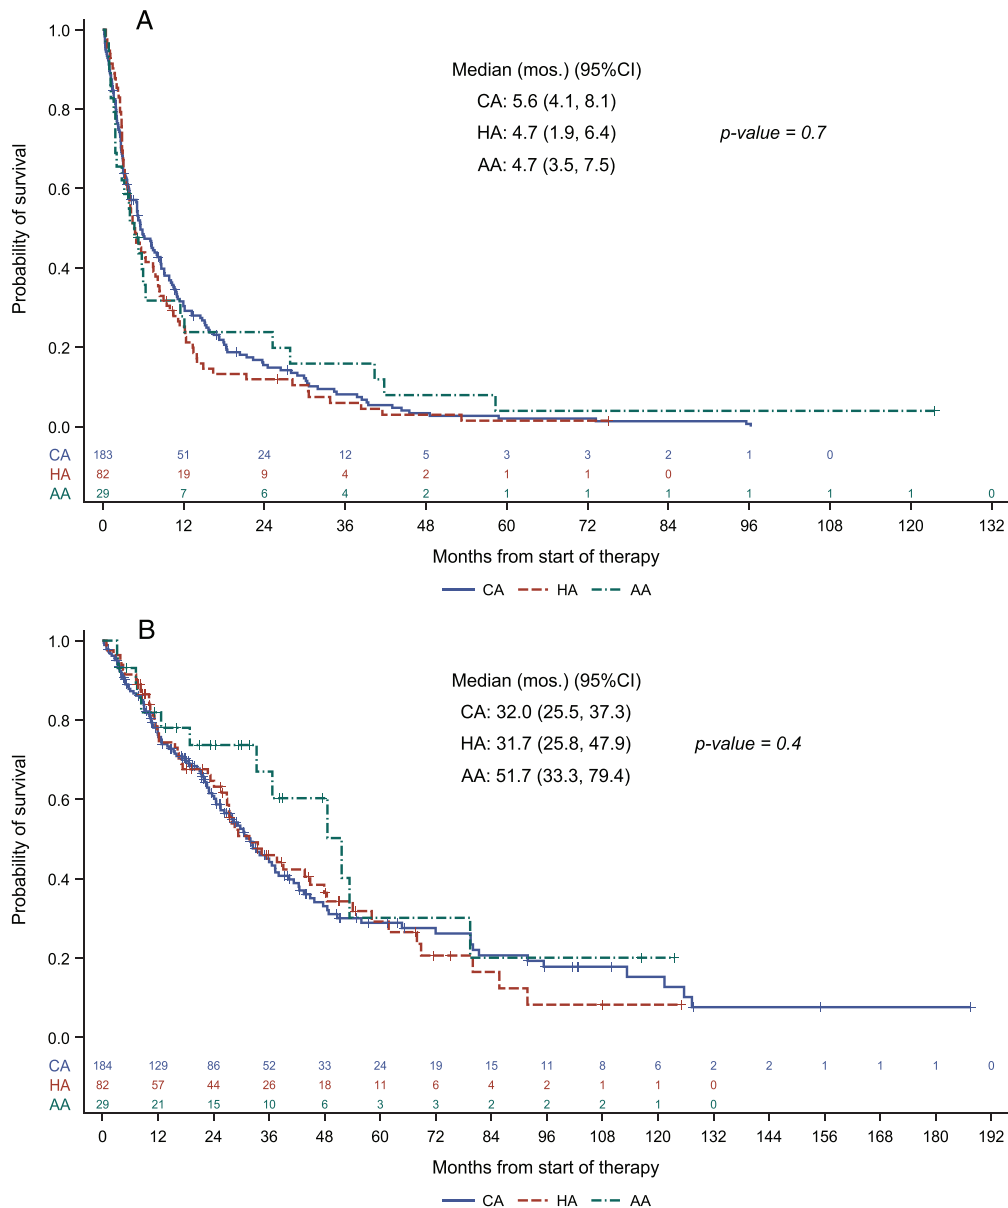 A
1.0
0.8
0.6
0.4
0.2
0.0
Probability of survival
Median (mos.) (95%CI)
CA: 5.6 (4.1, 8.1)
HA: 4.7 (1.9, 6.4)
AA: 4.7 (3.5, 7.5)
p-value = 0.7
CA 183 51 24 12 5 3 3 2 1 0
HA 82 19 9 4 2 1 1 0
AA 29 7 6 4 2 1 1 1 1 1 1 0
0 12 24 36 48 60 72 84 96 108 120 132
Months from start of therapy
CA HA AA
B
1.0
0.8
0.6
0.4
0.2
0.0
Probability of survival
Median (mos.) (95%CI)
CA: 32.0 (25.5, 37.3)
HA: 31.7 (25.8, 47.9)
AA: 51.7 (33.3, 79.4)
p-value = 0.4
CA 184 129 86 52 33 24 19 15 11 8 6 2 2 1 1 1 0
HA 82 57 44 26 18 11 6 4 2 1 1 0
AA 29 21 15 10 6 3 3 2 2 2 1 0
0 12 24 36 48 60 72 84 96 108 120 132 144 156 168 180 192
Months from start of therapy
CA HA AA